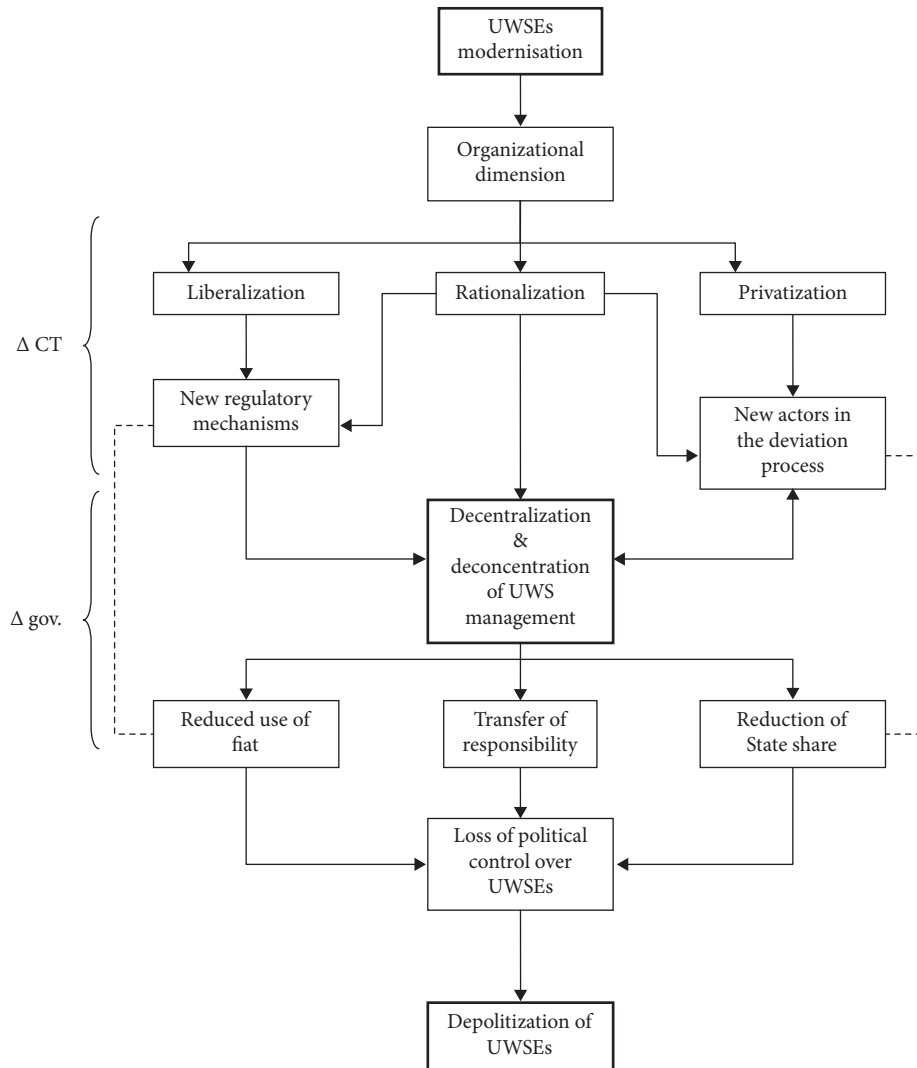 UWSEs
modernisation
Organizational
dimension
Liberalization
Rationalization
Privatization
Δ CT
New regulatory
mechanisms
New actors in
the deviation
process
Decentralization
&
deconcentration
of UWS
management
Δ gov.
Reduced use of
fiat
Transfer of
responsibility
Reduction of
State share
Loss of political
control over
UWSEs
Depolitization of
UWSEs